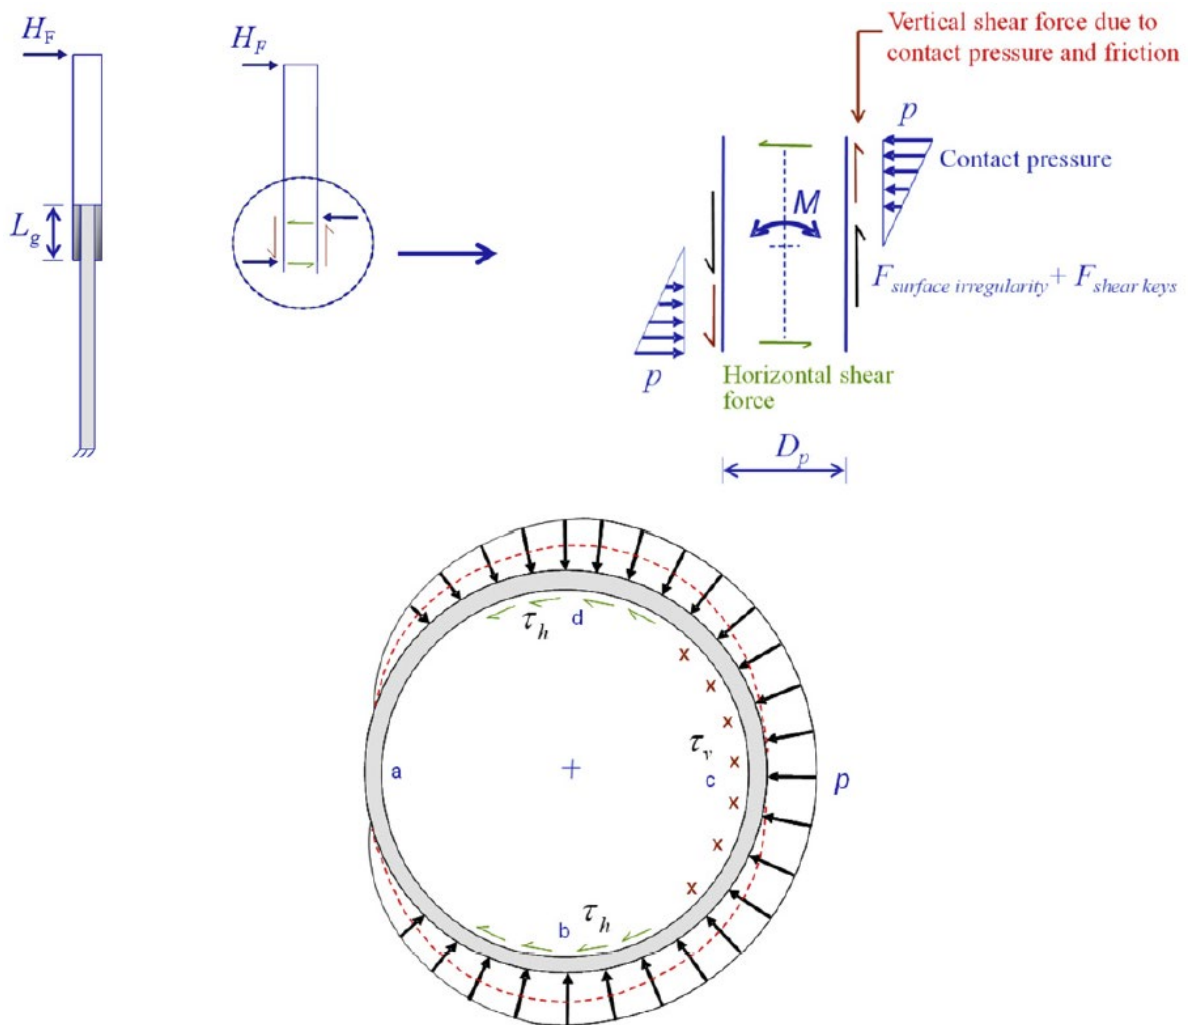 H_F
L_g
H_F
Vertical shear force due to
contact pressure and friction
p
Contact pressure
M
F_surface irregularity + F_shear keys
p
Horizontal shear
force
D_p
τ_h
d
x
x
x
τ_v
x
a
+
c
p
x
x
x
τ_h
b